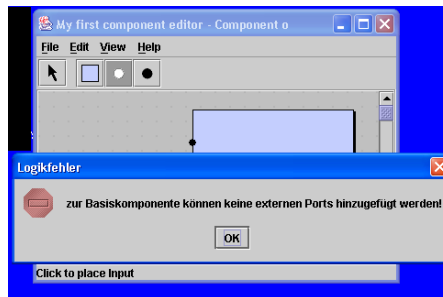 My first component editor - Component o
File Edit View Help
Logikfehler
zur Basiskomponente können keine externen Ports hinzugefügt werden!
OK
Click to place Input